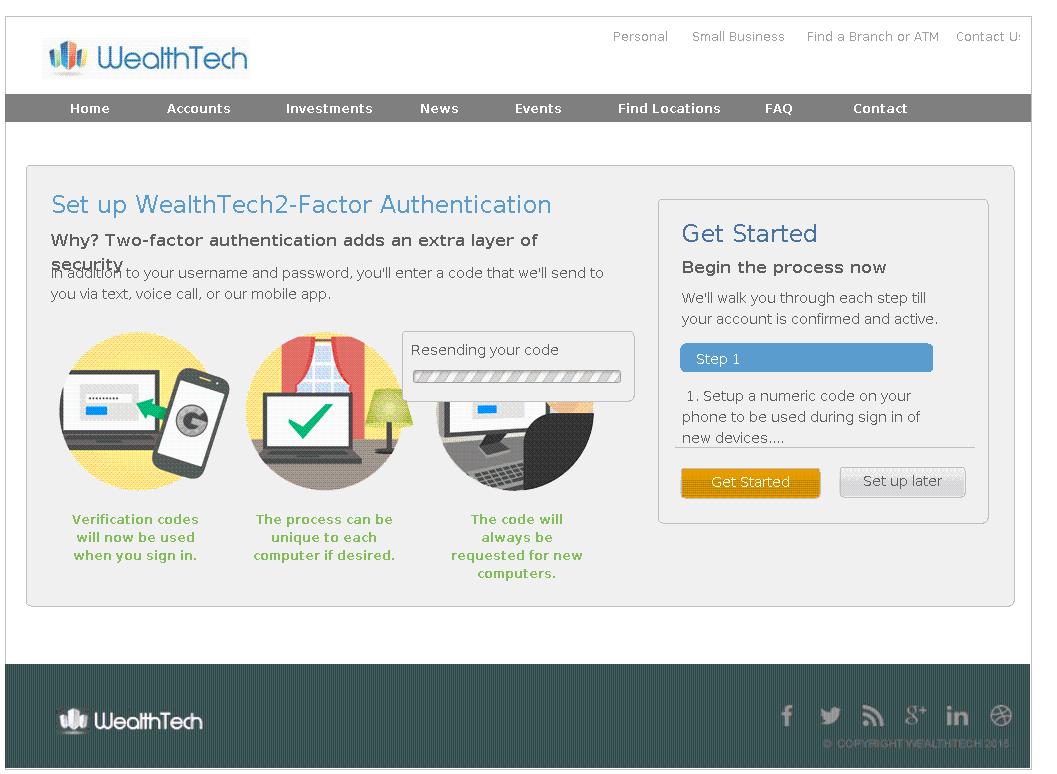 WealthTech
Personal Small Business Find a Branch or ATM Contact Us
Home Accounts Investments News Events Find Locations FAQ Contact
Set up WealthTech2-Factor Authentication
Why? Two-factor authentication adds an extra layer of
security
In addition to your username and password, you'll enter a code that we'll send to
you via text, voice call, or our mobile app.
Resending your code
G
Verification codes
will now be used
when you sign in.
The process can be
unique to each
computer if desired.
The code will
always be
requested for new
computers.
Get Started
Begin the process now
We'll walk you through each step till
your account is confirmed and active.
Step 1
1. Setup a numeric code on your
phone to be used during sign in of
new devices....
Get Started Set up later
WealthTech
© COPYRIGHT WEALTHTECH 2015